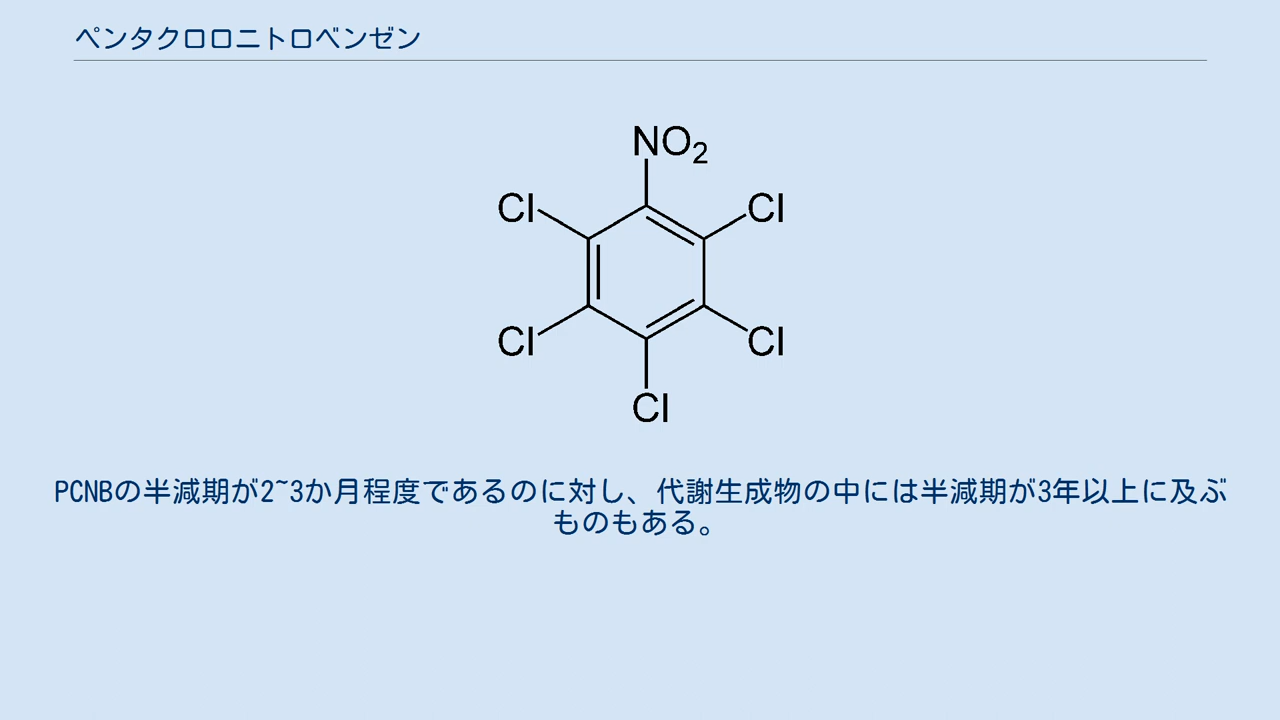 ペンタクロロニトロベンゼン
NO₂
Cl Cl
Cl Cl
Cl
PCNBの半減期が2~3か月程度であるのに対し、代謝生成物の中には半減期が3年以上に及ぶ
ものもある。